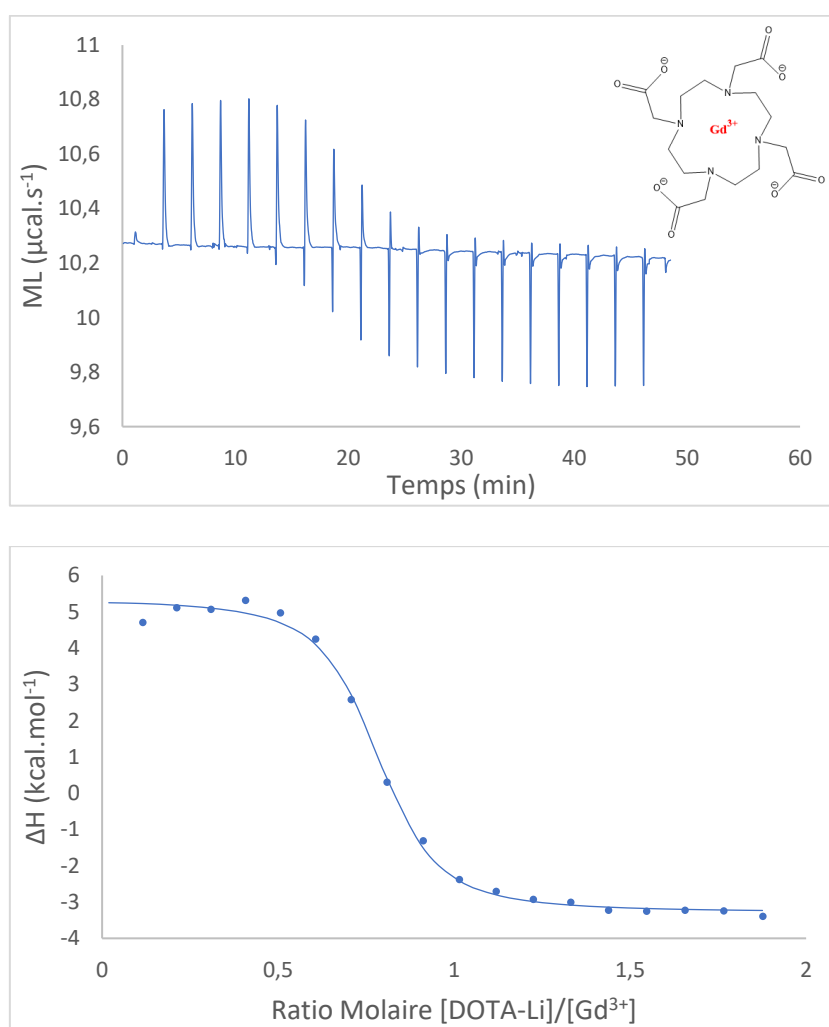 11
10,8
10,6
10,4
10,2
10
9,8
9,6
ML (µcal.s⁻¹)
0
10
20
30
40
50
60
Temps (min)
O
O
⊖
N
O
O
⊖
N
Gd³⁺
N
N
O
O
⊖
O
O
⊖
6
5
4
3
2
1
0
-1
-2
-3
-4
ΔH (kcal.mol⁻¹)
0
0,5
1
1,5
2
Ratio Molaire [DOTA-Li]/[Gd³⁺]